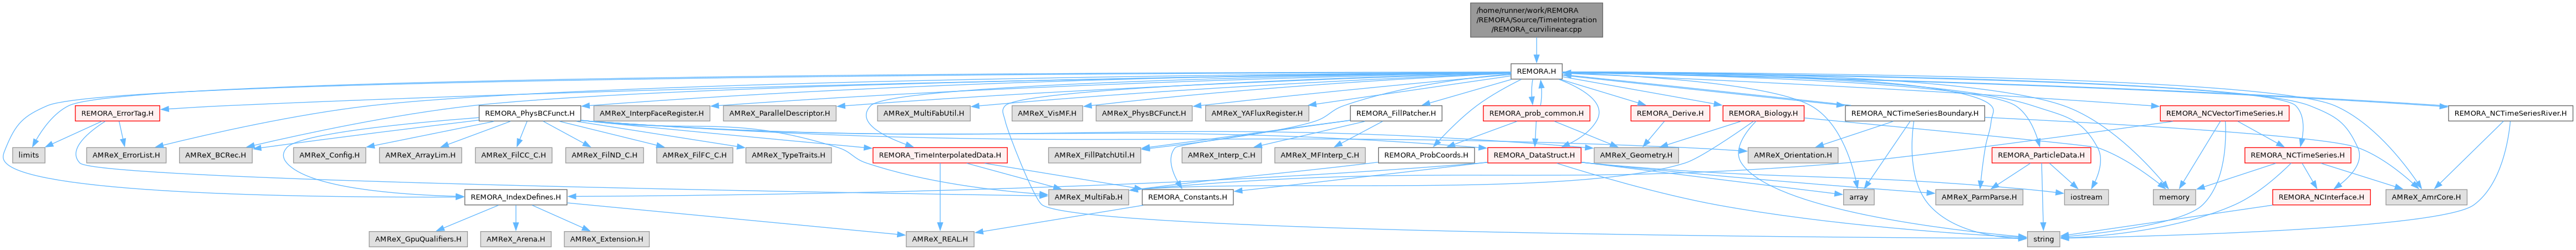 /home/runner/work/REMORA
/REMORA/Source/TimeIntegration
/REMORA_curvilinear.cpp
REMORA.H
REMORA_ErrorTag.H
REMORA_PhysBCFunct.H
AMReX_InterpFaceRegister.H
AMReX_ParallelDescriptor.H
AMReX_MultiFabUtil.H
AMReX_VisMF.H
AMReX_PhysBCFunct.H
AMReX_YAFluxRegister.H
REMORA_FillPatcher.H
REMORA_prob_common.H
REMORA_Derive.H
REMORA_Biology.H
REMORA_NCTimeSeriesBoundary.H
REMORA_NCVectorTimeSeries.H
REMORA_NCTimeSeriesRiver.H
limits
AMReX_ErrorList.H
AMReX_BCRec.H
AMReX_Config.H
AMReX_ArrayLim.H
AMReX_FilCC_C.H
AMReX_FilND_C.H
AMReX_FilFC_C.H
AMReX_TypeTraits.H
REMORA_TimeInterpolatedData.H
AMReX_FillPatchUtil.H
AMReX_Interp_C.H
AMReX_MFInterp_C.H
REMORA_ProbCoords.H
REMORA_DataStruct.H
AMReX_Geometry.H
AMReX_Orientation.H
REMORA_ParticleData.H
REMORA_NCTimeSeries.H
REMORA_IndexDefines.H
AMReX_MultiFab.H
REMORA_Constants.H
array
AMReX_ParmParse.H
iostream
memory
REMORA_NCInterface.H
AMReX_AmrCore.H
AMReX_GpuQualifiers.H
AMReX_Arena.H
AMReX_Extension.H
AMReX_REAL.H
string